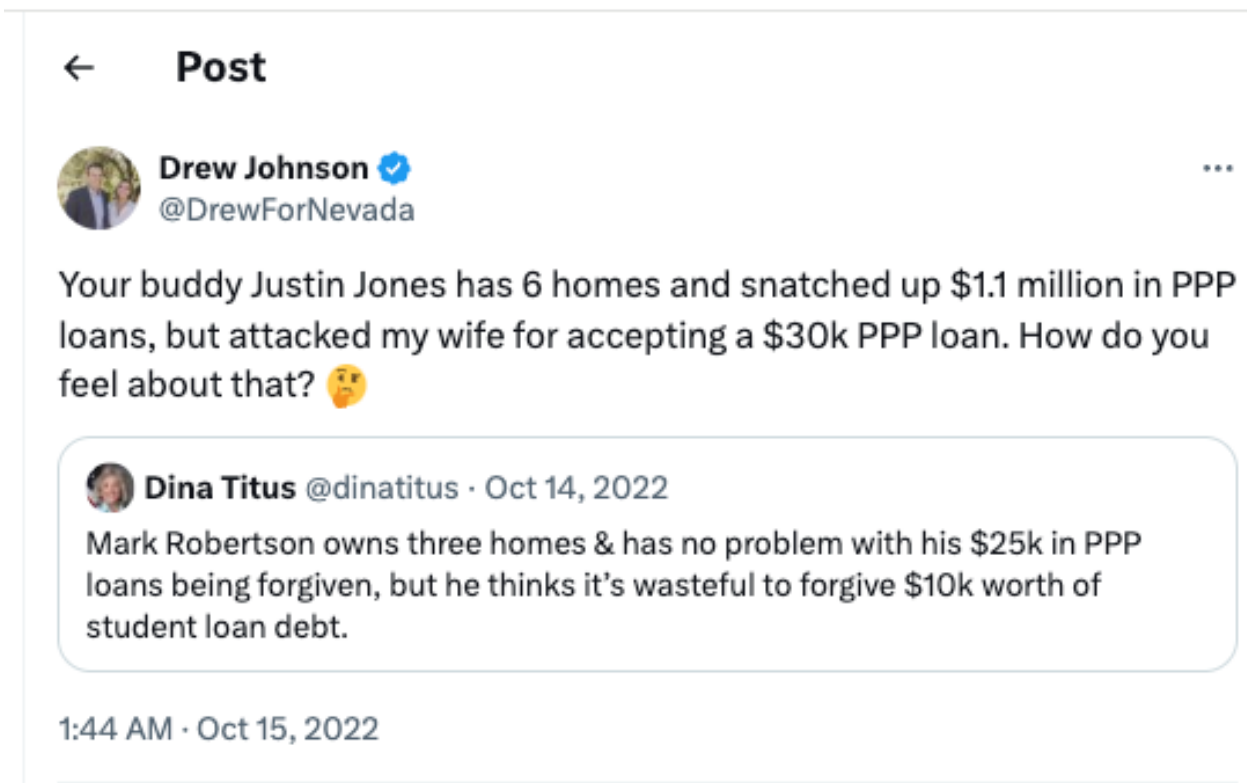 Post
Drew Johnson
@DrewForNevada
Your buddy Justin Jones has 6 homes and snatched up $1.1 million in PPP
loans, but attacked my wife for accepting a $30k PPP loan. How do you
feel about that? 🤔
Dina Titus @dinatitus · Oct 14, 2022
Mark Robertson owns three homes & has no problem with his $25k in PPP
loans being forgiven, but he thinks it’s wasteful to forgive $10k worth of
student loan debt.
1:44 AM · Oct 15, 2022